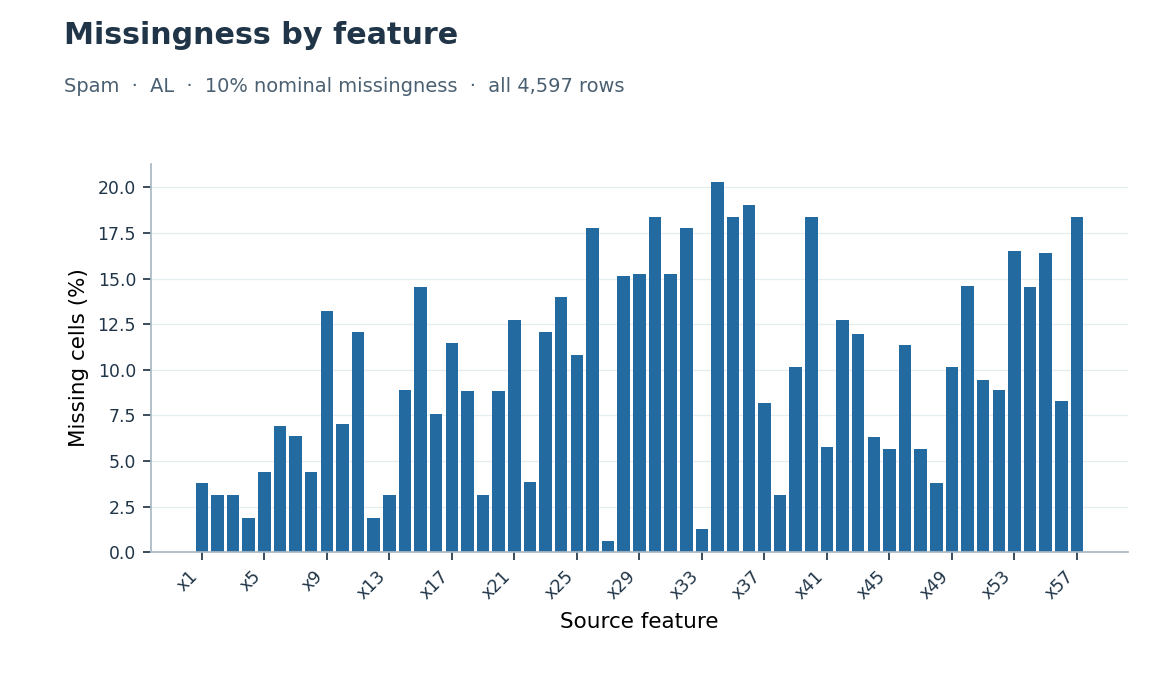 Missingness by feature
Spam · AL · 10% nominal missingness · all 4,597 rows
Missing cells (%)
20.0
17.5
15.0
12.5
10.0
7.5
5.0
2.5
0.0
x1 x5 x9 x13 x17 x21 x25 x29 x33 x37 x41 x45 x49 x53 x57
Source feature